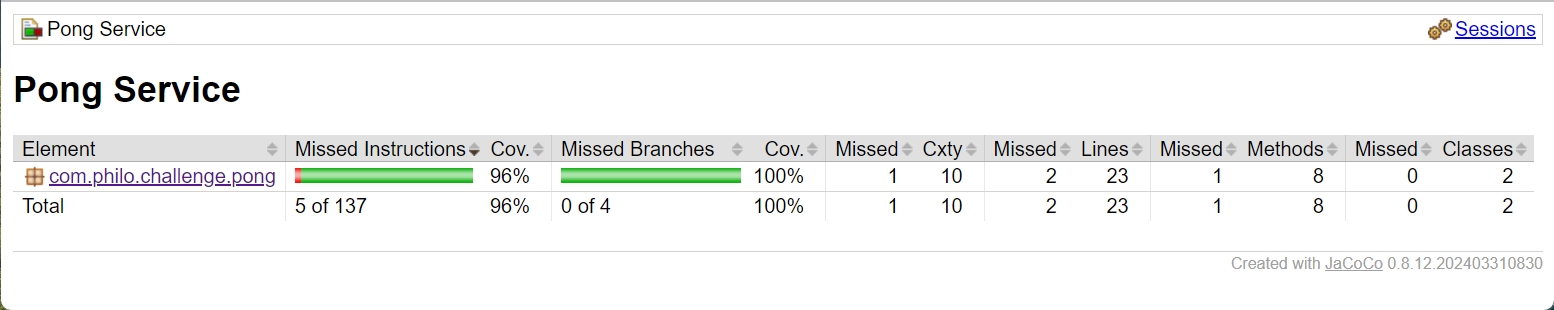 Pong Service Sessions
Pong Service
Element Missed Instructions Cov. Missed Branches Cov. Missed Cxty Missed Lines Missed Methods Missed Classes
com.philo.challenge.pong 96% 100% 1 10 2 23 1 8 0 2
Total 5 of 137 96% 0 of 4 100% 1 10 2 23 1 8 0 2
Created with JaCoCo 0.8.12.202403310830